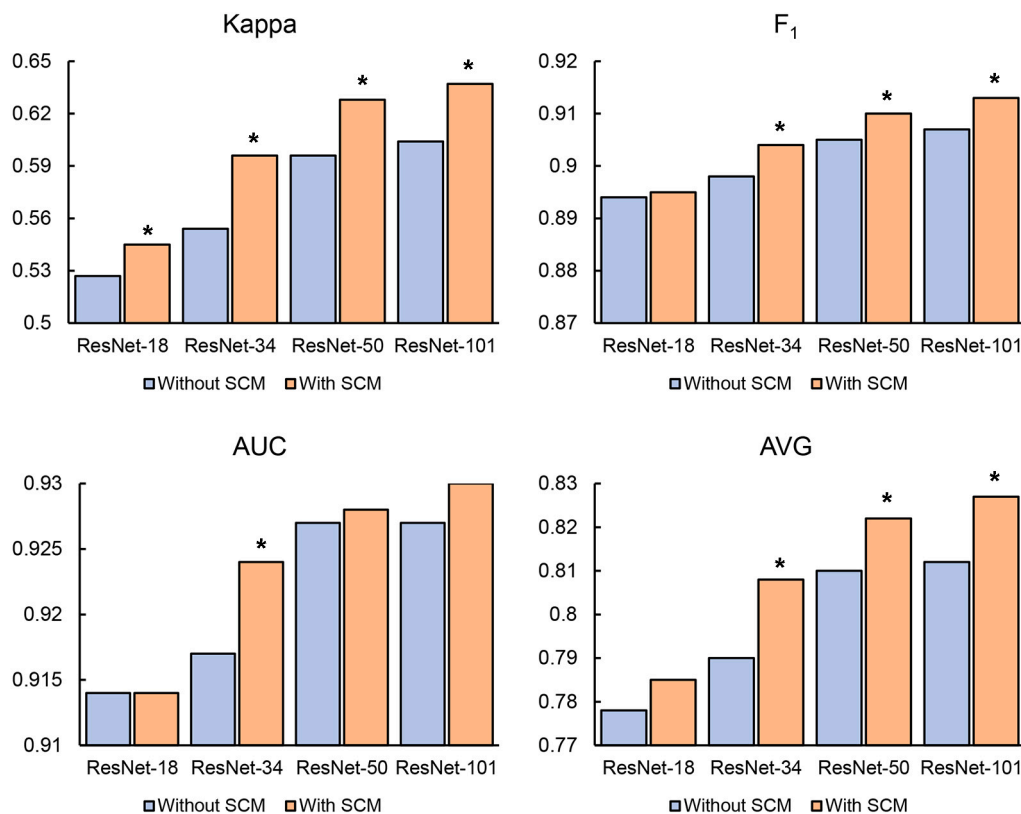 Kappa
0.65
0.62
0.59
0.56
0.53
0.5
* * * *
ResNet-18 ResNet-34 ResNet-50 ResNet-101
Without SCM With SCM
F₁
0.92
0.91
0.9
0.89
0.88
0.87
* * *
ResNet-18 ResNet-34 ResNet-50 ResNet-101
Without SCM With SCM
AUC
0.93
0.925
0.92
0.915
0.91
*
ResNet-18 ResNet-34 ResNet-50 ResNet-101
Without SCM With SCM
AVG
0.83
0.82
0.81
0.8
0.79
0.78
0.77
* * *
ResNet-18 ResNet-34 ResNet-50 ResNet-101
Without SCM With SCM